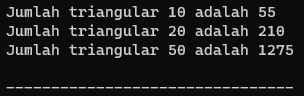 Jumlah triangular 10 adalah 55
Jumlah triangular 20 adalah 210
Jumlah triangular 50 adalah 1275
--------------------------------